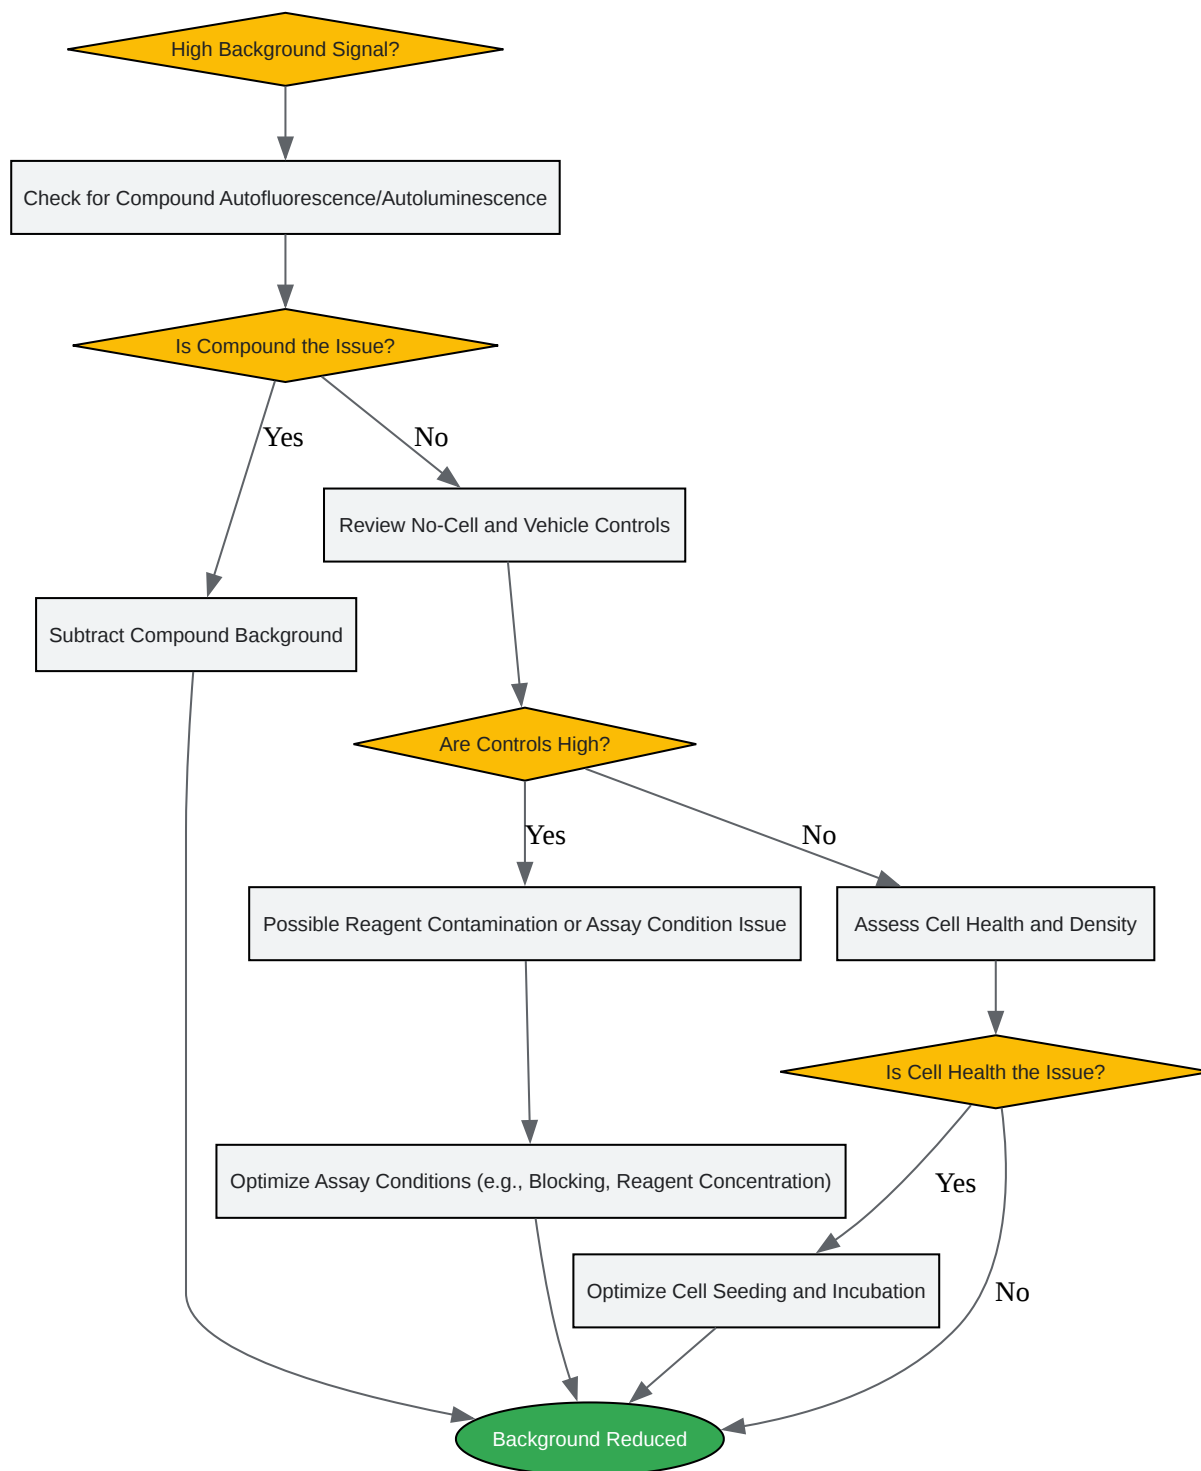 High Background Signal?
Check for Compound Autofluorescence/Autoluminescence
Is Compound the Issue?
Yes
No
Review No-Cell and Vehicle Controls
Subtract Compound Background
Are Controls High?
Yes
No
Possible Reagent Contamination or Assay Condition Issue
Assess Cell Health and Density
Is Cell Health the Issue?
Optimize Assay Conditions (e.g., Blocking, Reagent Concentration)
Yes
Optimize Cell Seeding and Incubation
No
Background Reduced